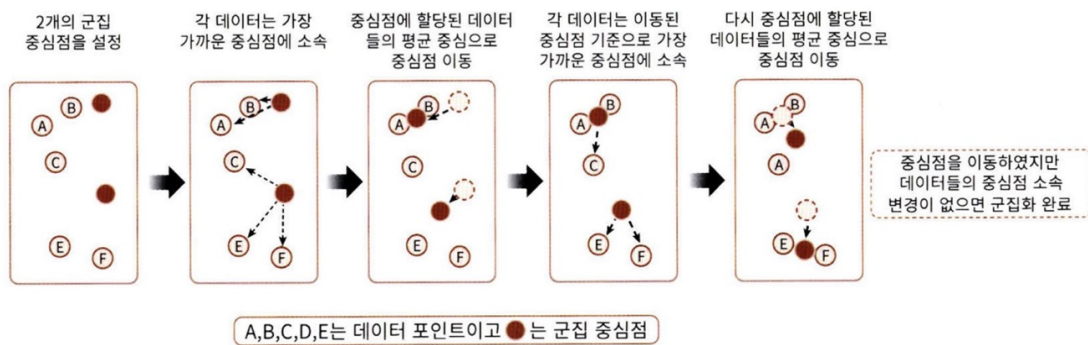 2개의 군집
중심점을 설정
각 데이터는 가장
가까운 중심점에 소속
중심점에 할당된 데이터
들의 평균 중심으로
중심점 이동
각 데이터는 이동된
중심점 기준으로 가장
가까운 중심점에 소속
다시 중심점에 할당된
데이터들의 평균 중심으로
중심점 이동
B
A
C
E
F
B
A
C
E
F
B
A
C
E
F
B
A
C
E
F
B
A
A
E
F
중심점을 이동하였지만
데이터들의 중심점 소속
변경이 없으면 군집화 완료
A,B,C,D,E는 데이터 포인트이고 는 군집 중심점